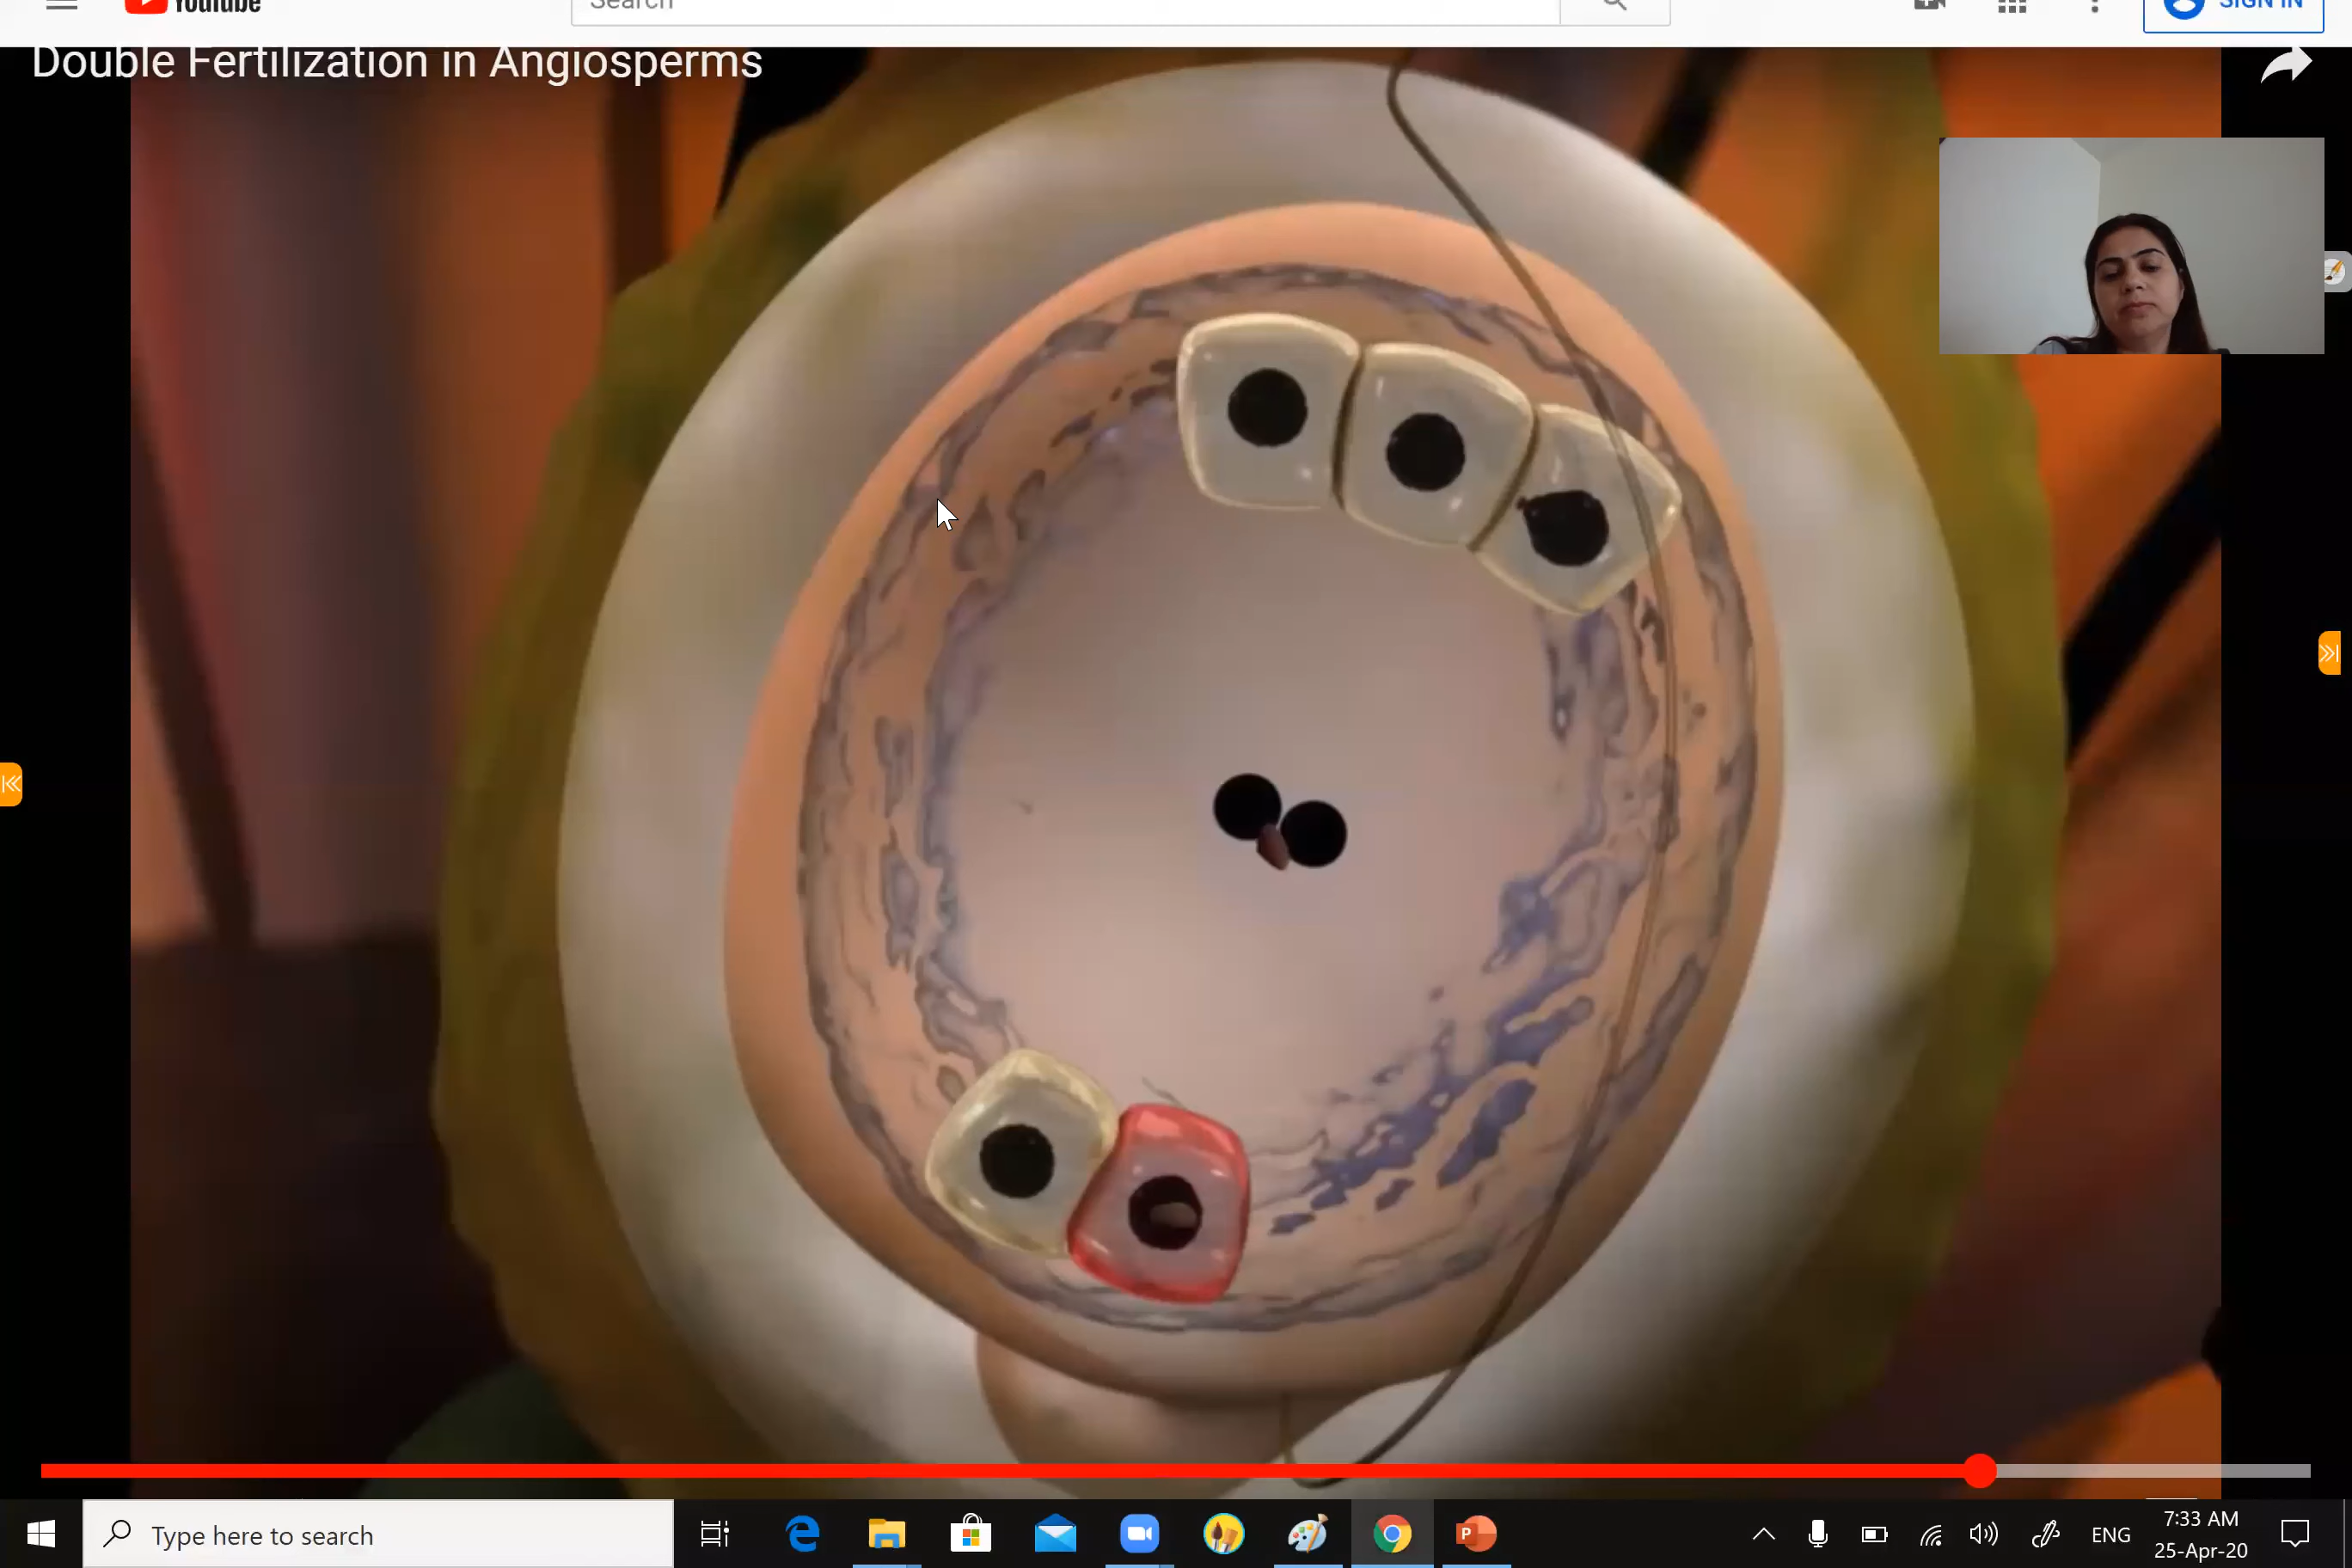 YouTube
Search
SIGN IN
Double Fertilization in Angiosperms
Type here to search
ENG
7:33 AM
25-Apr-20